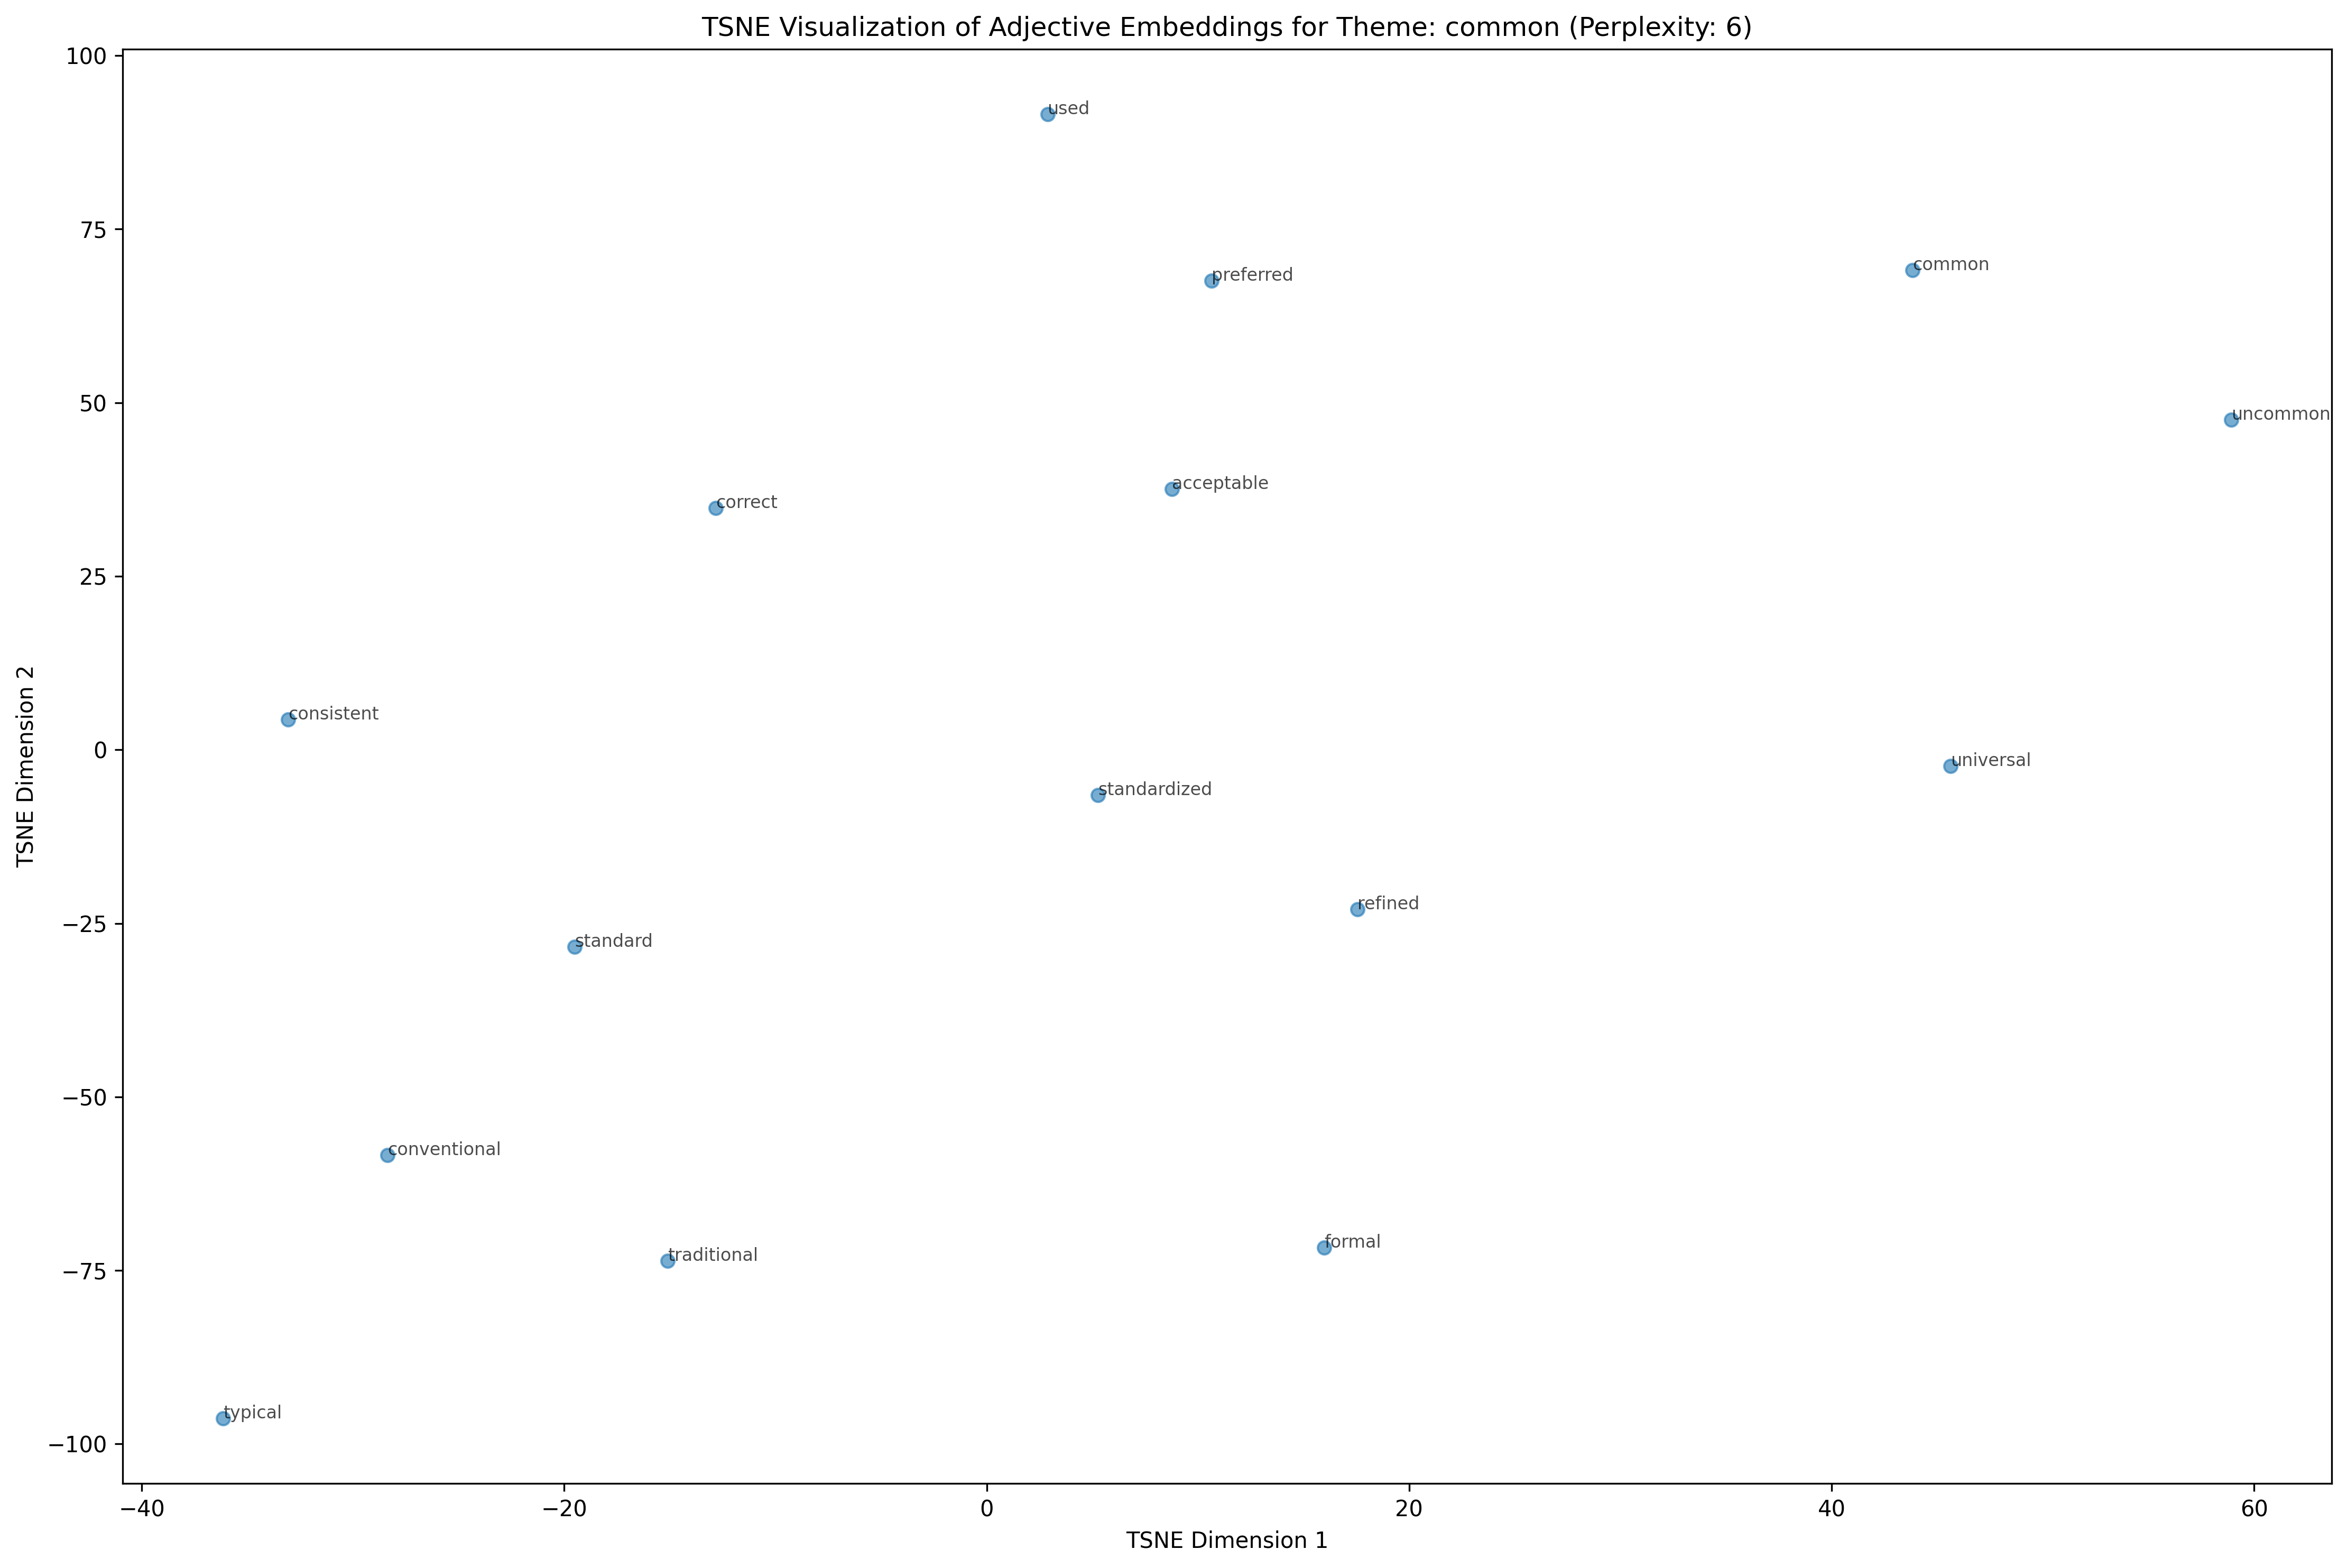 TSNE Visualization of Adjective Embeddings for Theme: common (Perplexity: 6)
100
used
75
preferred
common
50
uncommon
acceptable
correct
25
consistent
0
universal
standardized
−25
refined
standard
−50
conventional
formal
−75
traditional
typical
−100
TSNE Dimension 2
−40
−20
0
20
40
60
TSNE Dimension 1